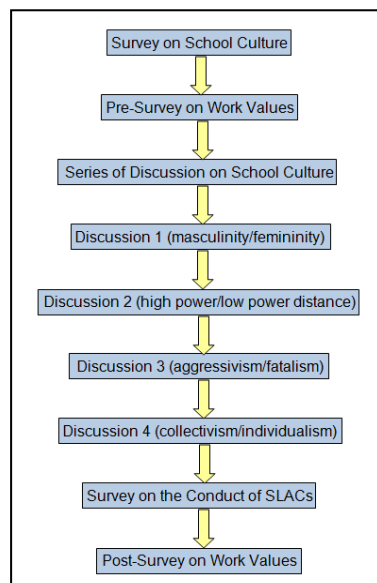 Survey on School Culture
Pre-Survey on Work Values
Series of Discussion on School Culture
Discussion 1 (masculinity/femininity)
Discussion 2 (high power/low power distance)
Discussion 3 (aggressivism/fatalism)
Discussion 4 (collectivism/individualism)
Survey on the Conduct of SLACs
Post-Survey on Work Values